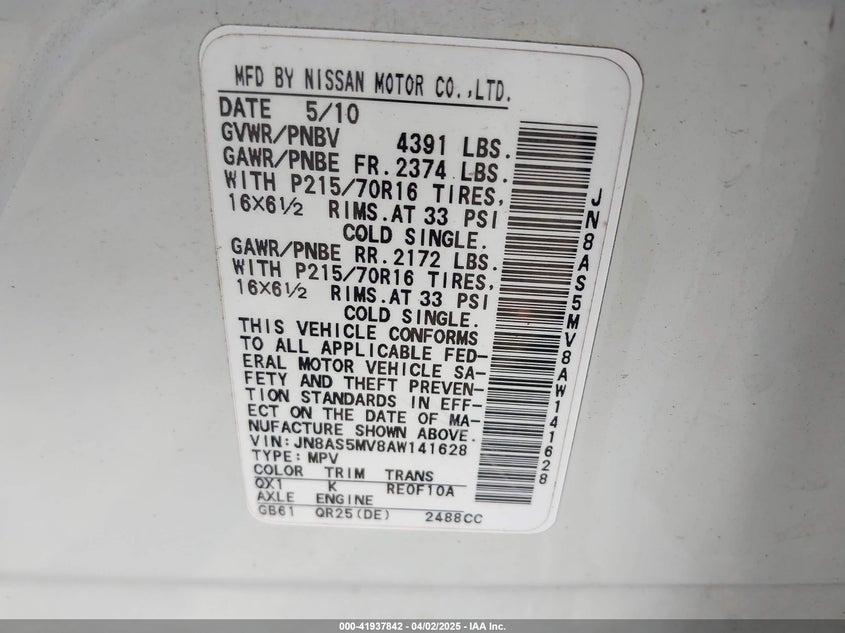 MFD BY NISSAN MOTOR CO.,LTD.
DATE 5/10
GVWR/PNBV 4391 LBS.
GAWR/PNBE FR.2374 LBS.
WITH P215/70R16 TIRES,
16X6½ RIMS.AT 33 PSI
COLD SINGLE.
GAWR/PNBE RR.2172 LBS.
WITH P215/70R16 TIRES,
16X6½ RIMS.AT 33 PSI
COLD SINGLE.
THIS VEHICLE CONFORMS
TO ALL APPLICABLE FED-
ERAL MOTOR VEHICLE SA-
FETY AND THEFT PREVEN-
TION STANDARDS IN EFF-
ECT ON THE DATE OF MA-
NUFACTURE SHOWN ABOVE.
VIN:JN8AS5MV8AW141628
TYPE:MPV
COLOR TRIM TRANS
QX1 K RE0F10A
AXLE ENGINE
GB61 QR25(DE) 2488CC
JN8AS5MV8AW141628
000-41937842 - 04/02/2025 - IAA Inc.